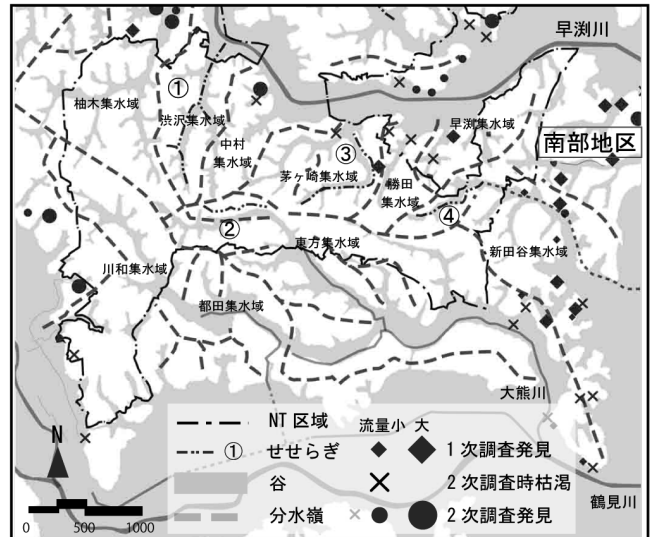 早渕川
①
柚木集水域
渋沢集水域
中村
集水域
早渕集水域
南部地区
③
茅ヶ崎集水域
勝田
集水域
④
②
東方集水域
新田谷集水域
川和集水域
都田集水域
大熊川
NT区域
流量小 大
① せせらぎ
1次調査発見
谷
2次調査時枯渇
分水嶺
2次調査発見
鶴見川
N
0 500 1000